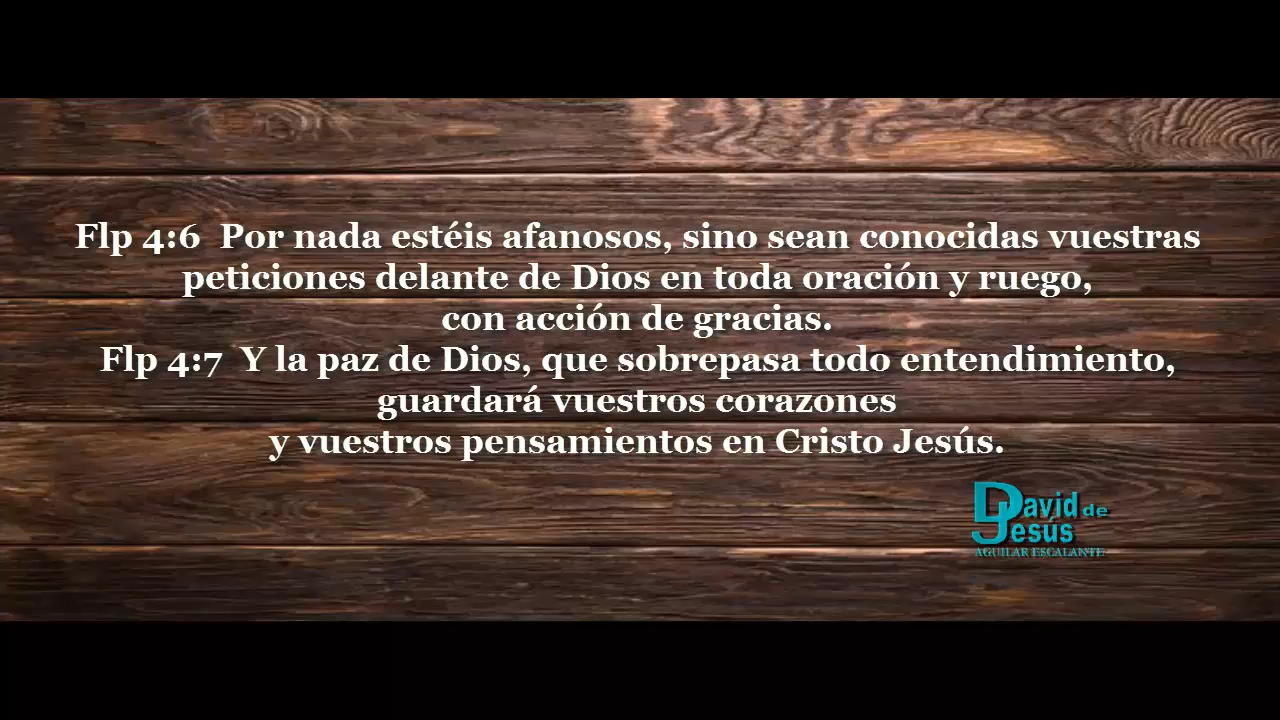 Flp 4:6  Por nada estéis afanosos, sino sean conocidas vuestras
peticiones delante de Dios en toda oración y ruego,
con acción de gracias.
Flp 4:7  Y la paz de Dios, que sobrepasa todo entendimiento,
guardará vuestros corazones
y vuestros pensamientos en Cristo Jesús.
David de
Jesús
AGUILAR ESCALANTE